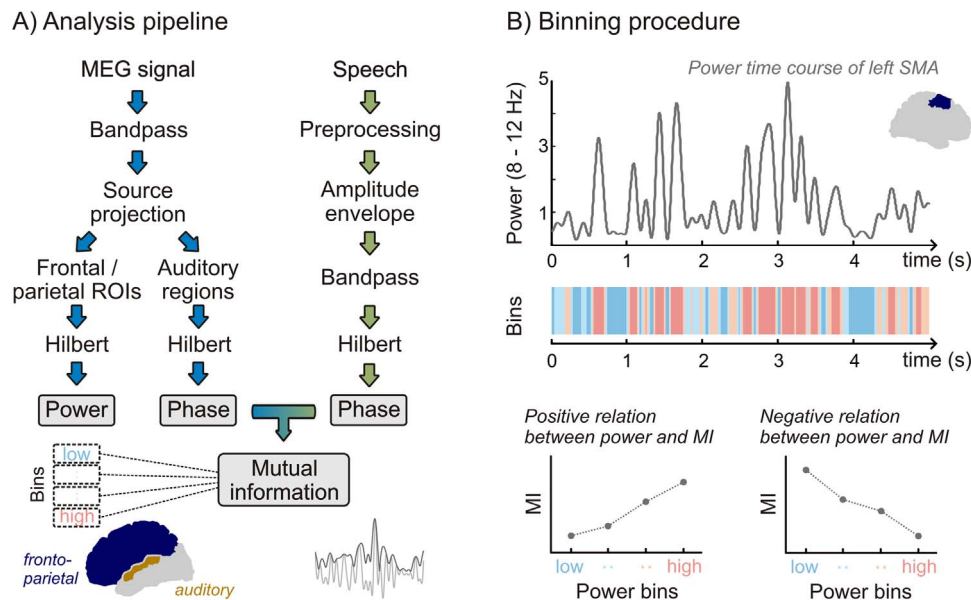 A) Analysis pipeline
MEG signal
Speech
Bandpass
Preprocessing
Source
projection
Amplitude
envelope
Frontal /
parietal ROIs
Auditory
regions
Bandpass
Hilbert
Hilbert
Hilbert
Power
Phase
Phase
Bins
low
high
Mutual
information
fronto-
parietal
auditory
B) Binning procedure
Power time course of left SMA
Power (8 - 12 Hz)
5
3
1
0
1
2
3
4
time (s)
Bins
0
1
2
3
4
time (s)
Positive relation
between power and MI
MI
low
··
··
high
Power bins
Negative relation
between power and MI
MI
low
··
··
high
Power bins